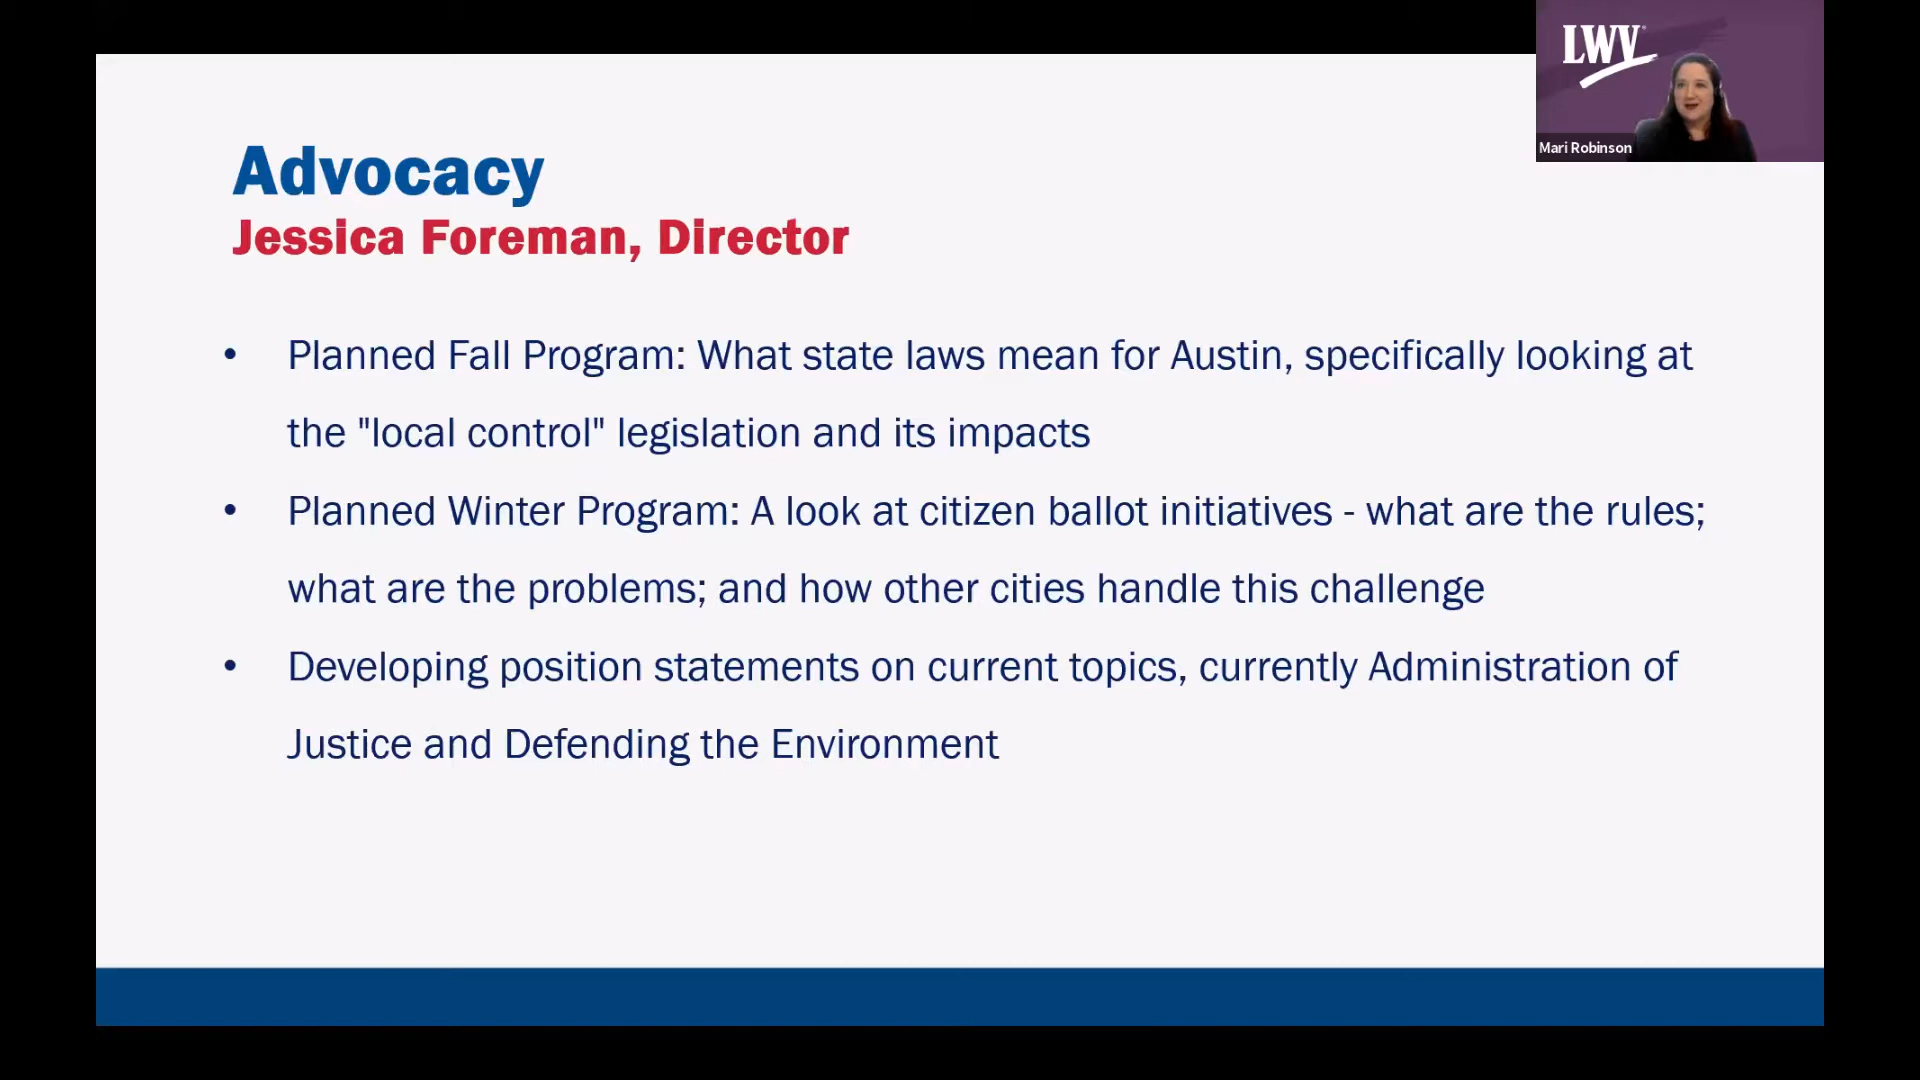 LWV
Mari Robinson
Advocacy
Jessica Foreman, Director
• Planned Fall Program: What state laws mean for Austin, specifically looking at
the "local control" legislation and its impacts
• Planned Winter Program: A look at citizen ballot initiatives - what are the rules;
what are the problems; and how other cities handle this challenge
• Developing position statements on current topics, currently Administration of
Justice and Defending the Environment